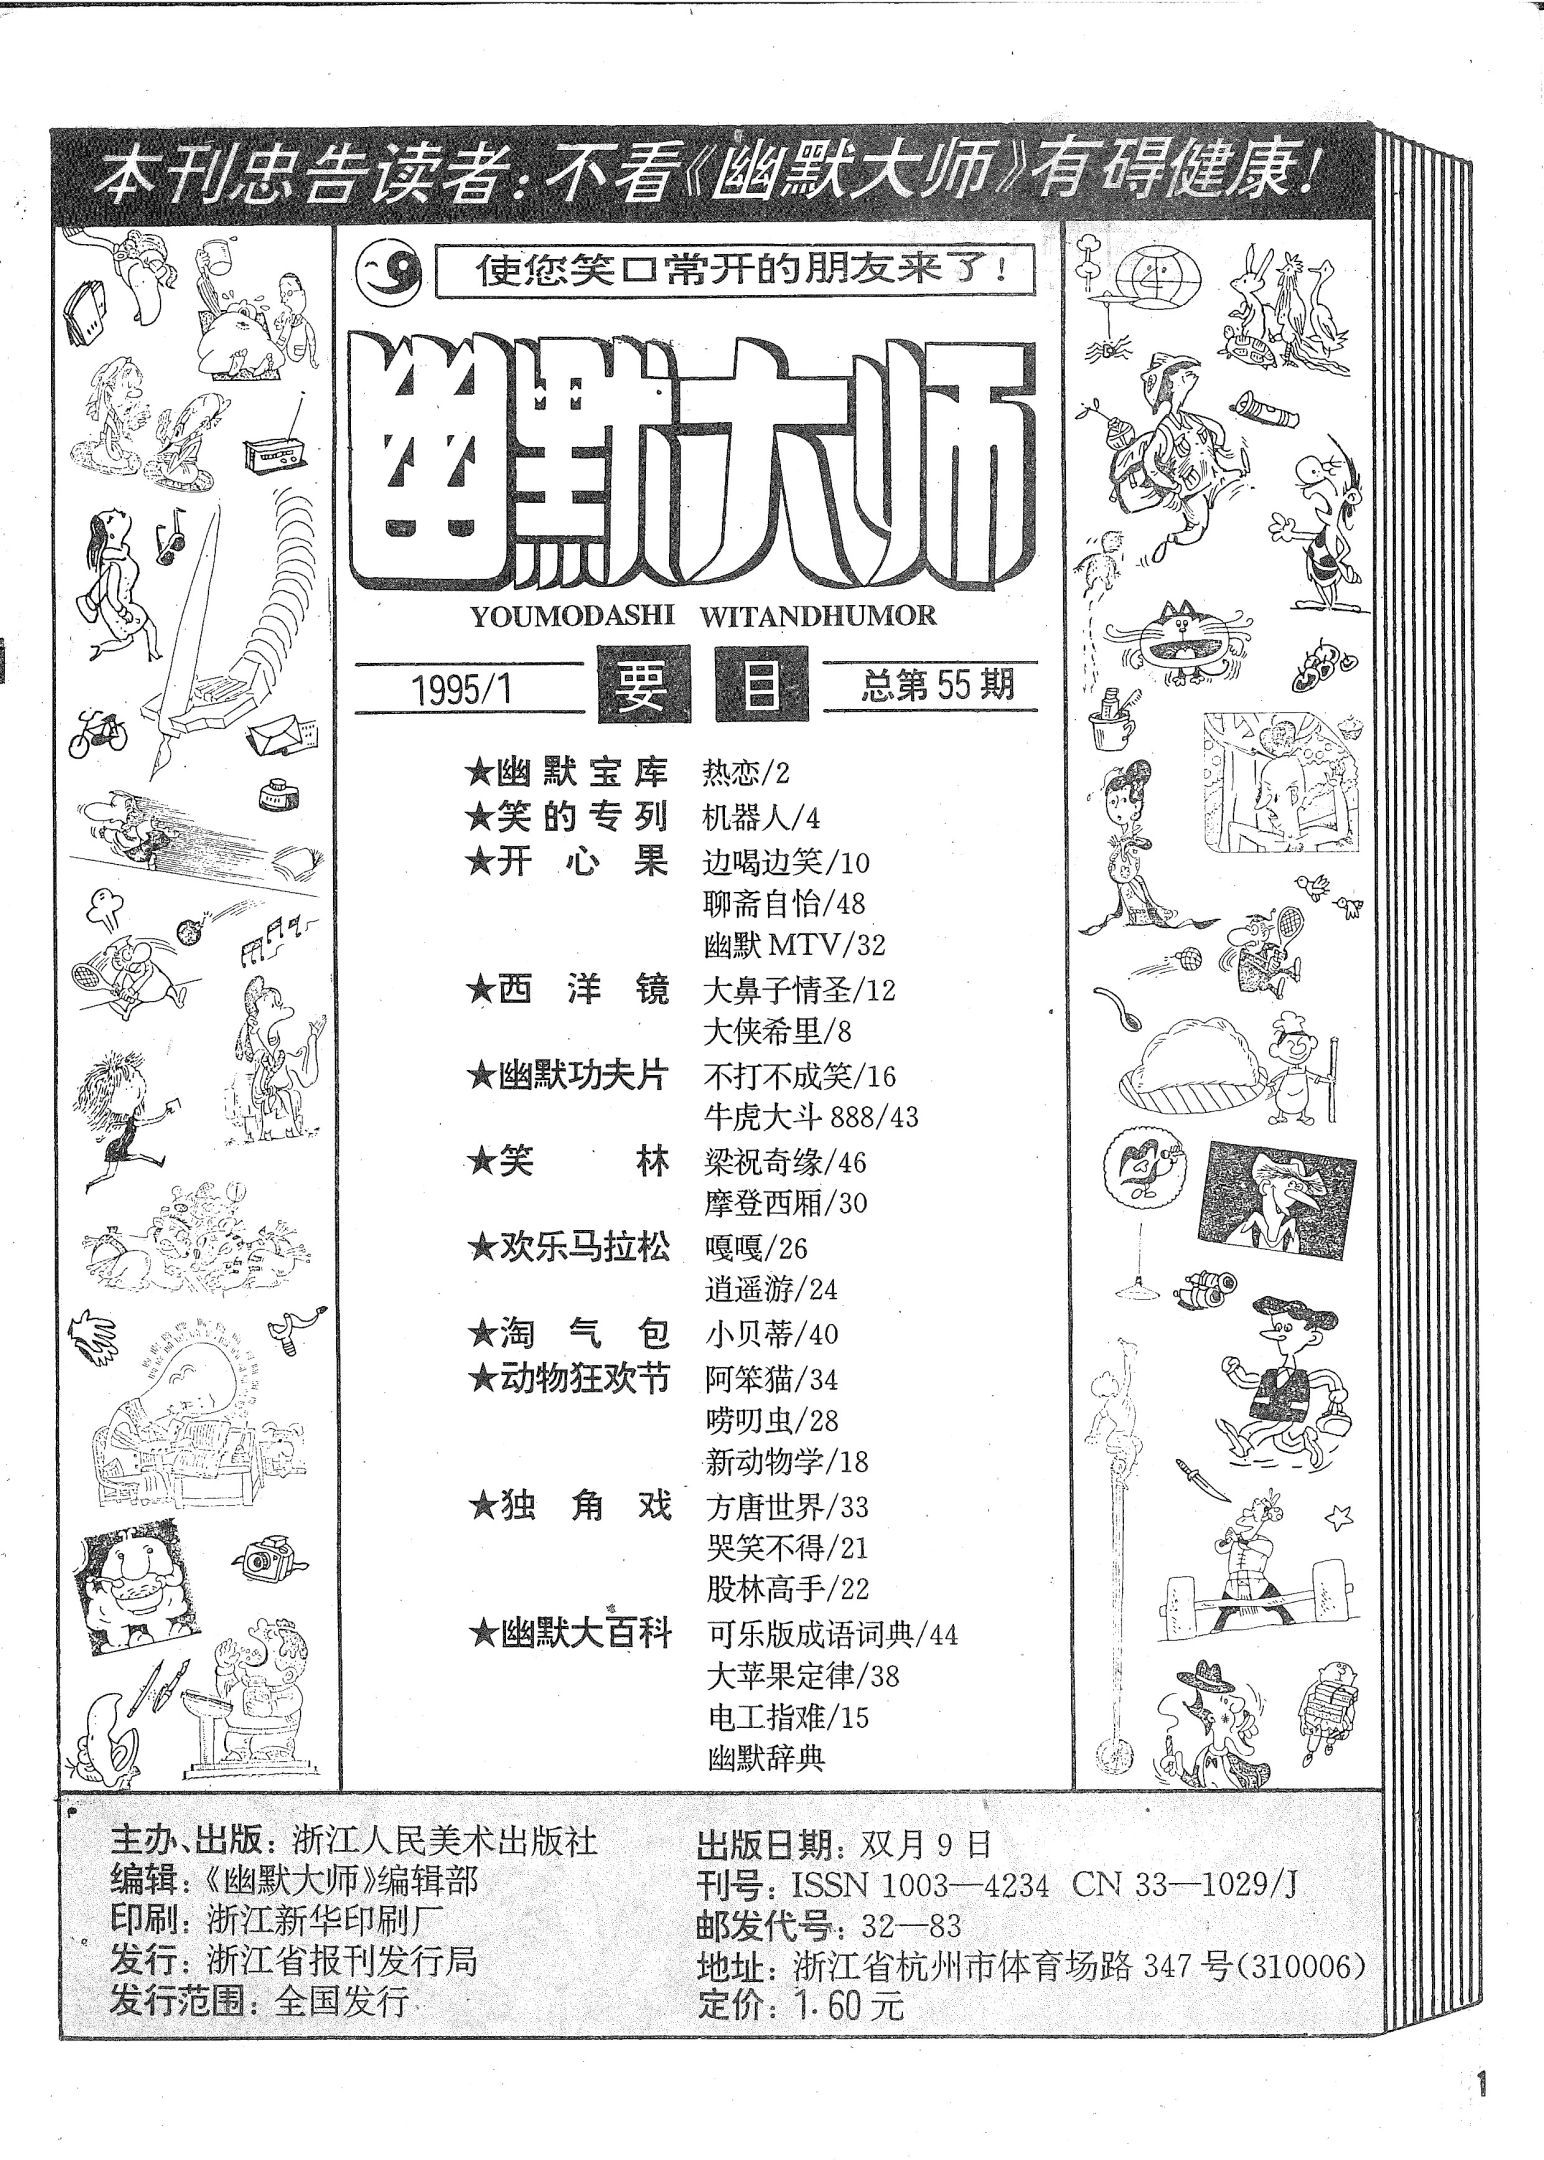 本刊忠告读者：不看《幽默大师》有碍健康！
使您笑口常开的朋友来了！
幽默大师
YOUMODASHI WITANDHUMOR
1995/1 要目 总第55期
★幽默宝库 热恋/2
★笑的专列 机器人/4
★开心果 边喝边笑/10
聊斋自怡/48
幽默MTV/32
★西洋镜 大鼻子情圣/12
大侠希里/8
★幽默功夫片 不打不成笑/16
牛虎大斗888/43
★笑林 梁祝奇缘/46
摩登西厢/30
★欢乐马拉松 嘎嘎/26
逍遥游/24
★淘气包 小贝蒂/40
★动物狂欢节 阿笨猫/34
唠叨虫/28
新动物学/18
★独角戏 方唐世界/33
哭笑不得/21
股林高手/22
★幽默大百科 可乐版成语词典/44
大苹果定律/38
电工指难/15
幽默辞典
主办、出版：浙江人民美术出版社
编辑：《幽默大师》编辑部
印刷：浙江新华印刷厂
发行：浙江省报刊发行局
发行范围：全国发行
出版日期：双月9日
刊号：ISSN 1003—4234 CN 33—1029/J
邮发代号：32—83
地址：浙江省杭州市体育场路347号(310006)
定价：1.60元
1